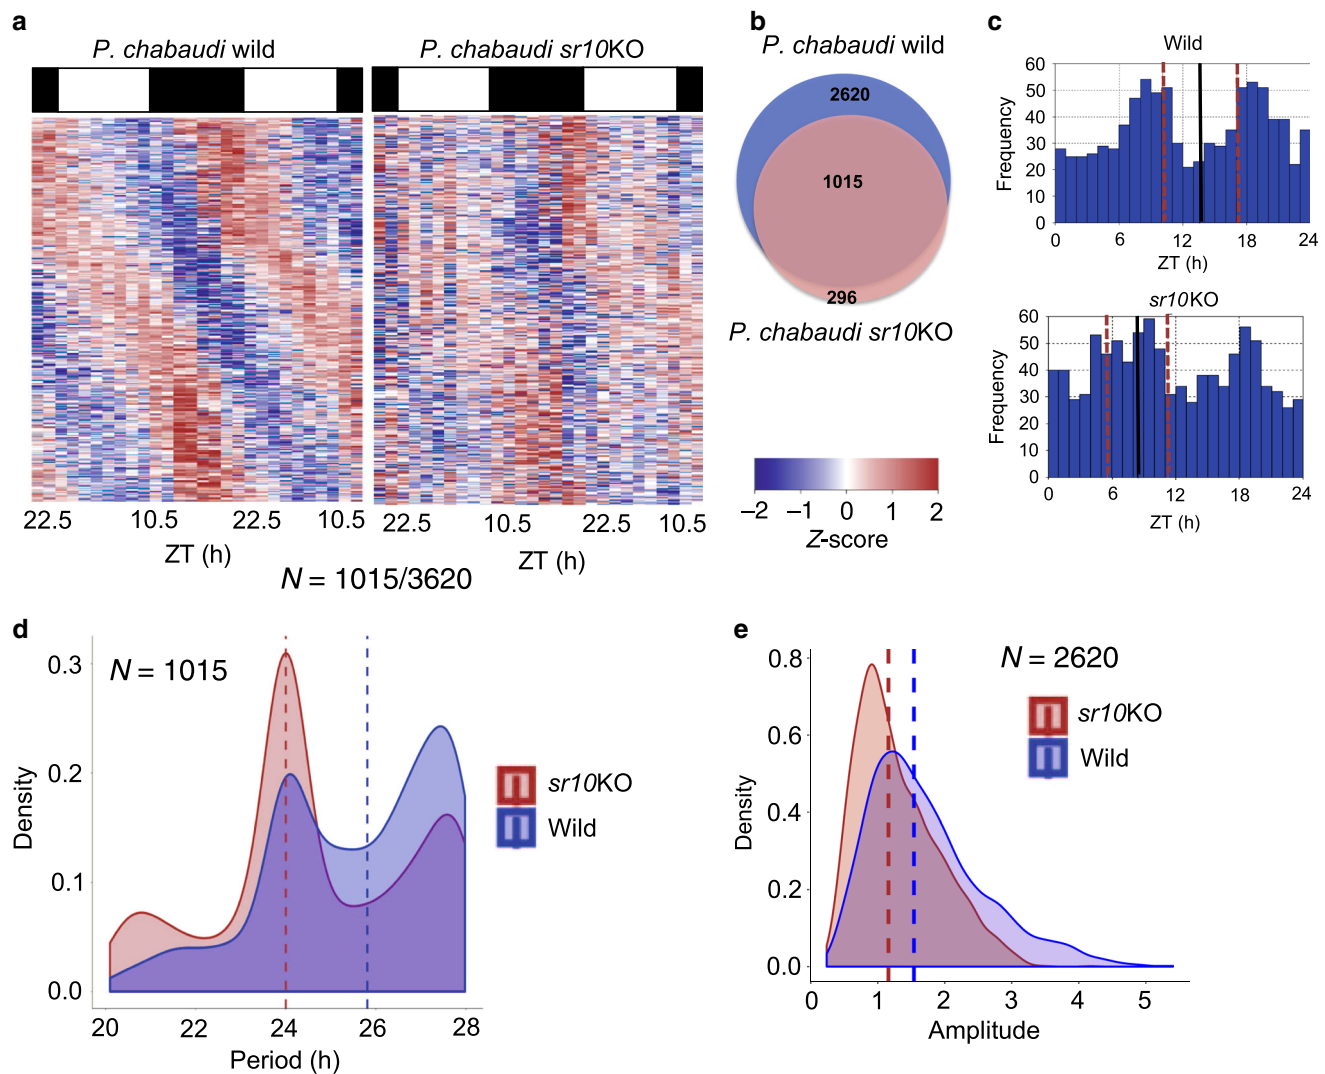 a
P. chabaudi wild
P. chabaudi sr10KO
22.5 10.5 22.5 10.5
ZT (h)
22.5 10.5 22.5 10.5
ZT (h)
N = 1015/3620
b
P. chabaudi wild
2620
1015
296
P. chabaudi sr10KO
−2 −1 0 1 2
Z-score
c
Wild
60
50
40
30
20
10
0
Frequency
0 6 12 18 24
ZT (h)
sr10KO
60
50
40
30
20
10
0
Frequency
0 6 12 18 24
ZT (h)
d
N = 1015
0.3
0.2
0.1
0.0
Density
20 22 24 26 28
Period (h)
sr10KO
Wild
e
N = 2620
0.8
0.6
0.4
0.2
0.0
Density
0 1 2 3 4 5
Amplitude
sr10KO
Wild